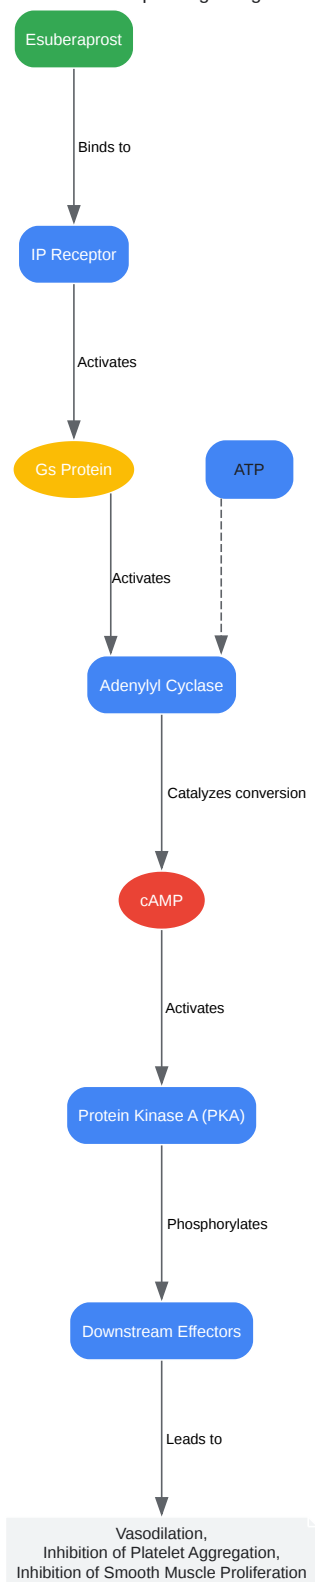 Esuberaprost
Binds to
IP Receptor
Activates
Gs Protein
ATP
Activates
Adenylyl Cyclase
Catalyzes conversion
cAMP
Activates
Protein Kinase A (PKA)
Phosphorylates
Downstream Effectors
Leads to
Vasodilation,
Inhibition of Platelet Aggregation,
Inhibition of Smooth Muscle Proliferation